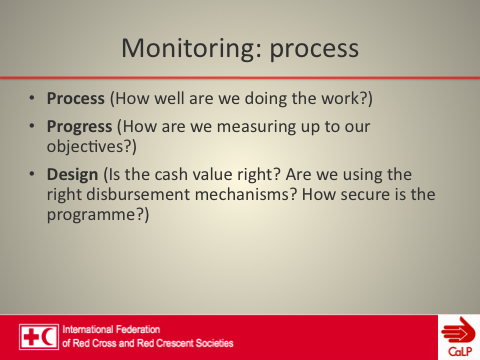 Monitoring: process
• Process (How well are we doing the work?)
• Progress (How are we measuring up to our
objectives?)
• Design (Is the cash value right? Are we using the
right disbursement mechanisms? How secure is the
programme?)
International Federation
of Red Cross and Red Crescent Societies
CaLP